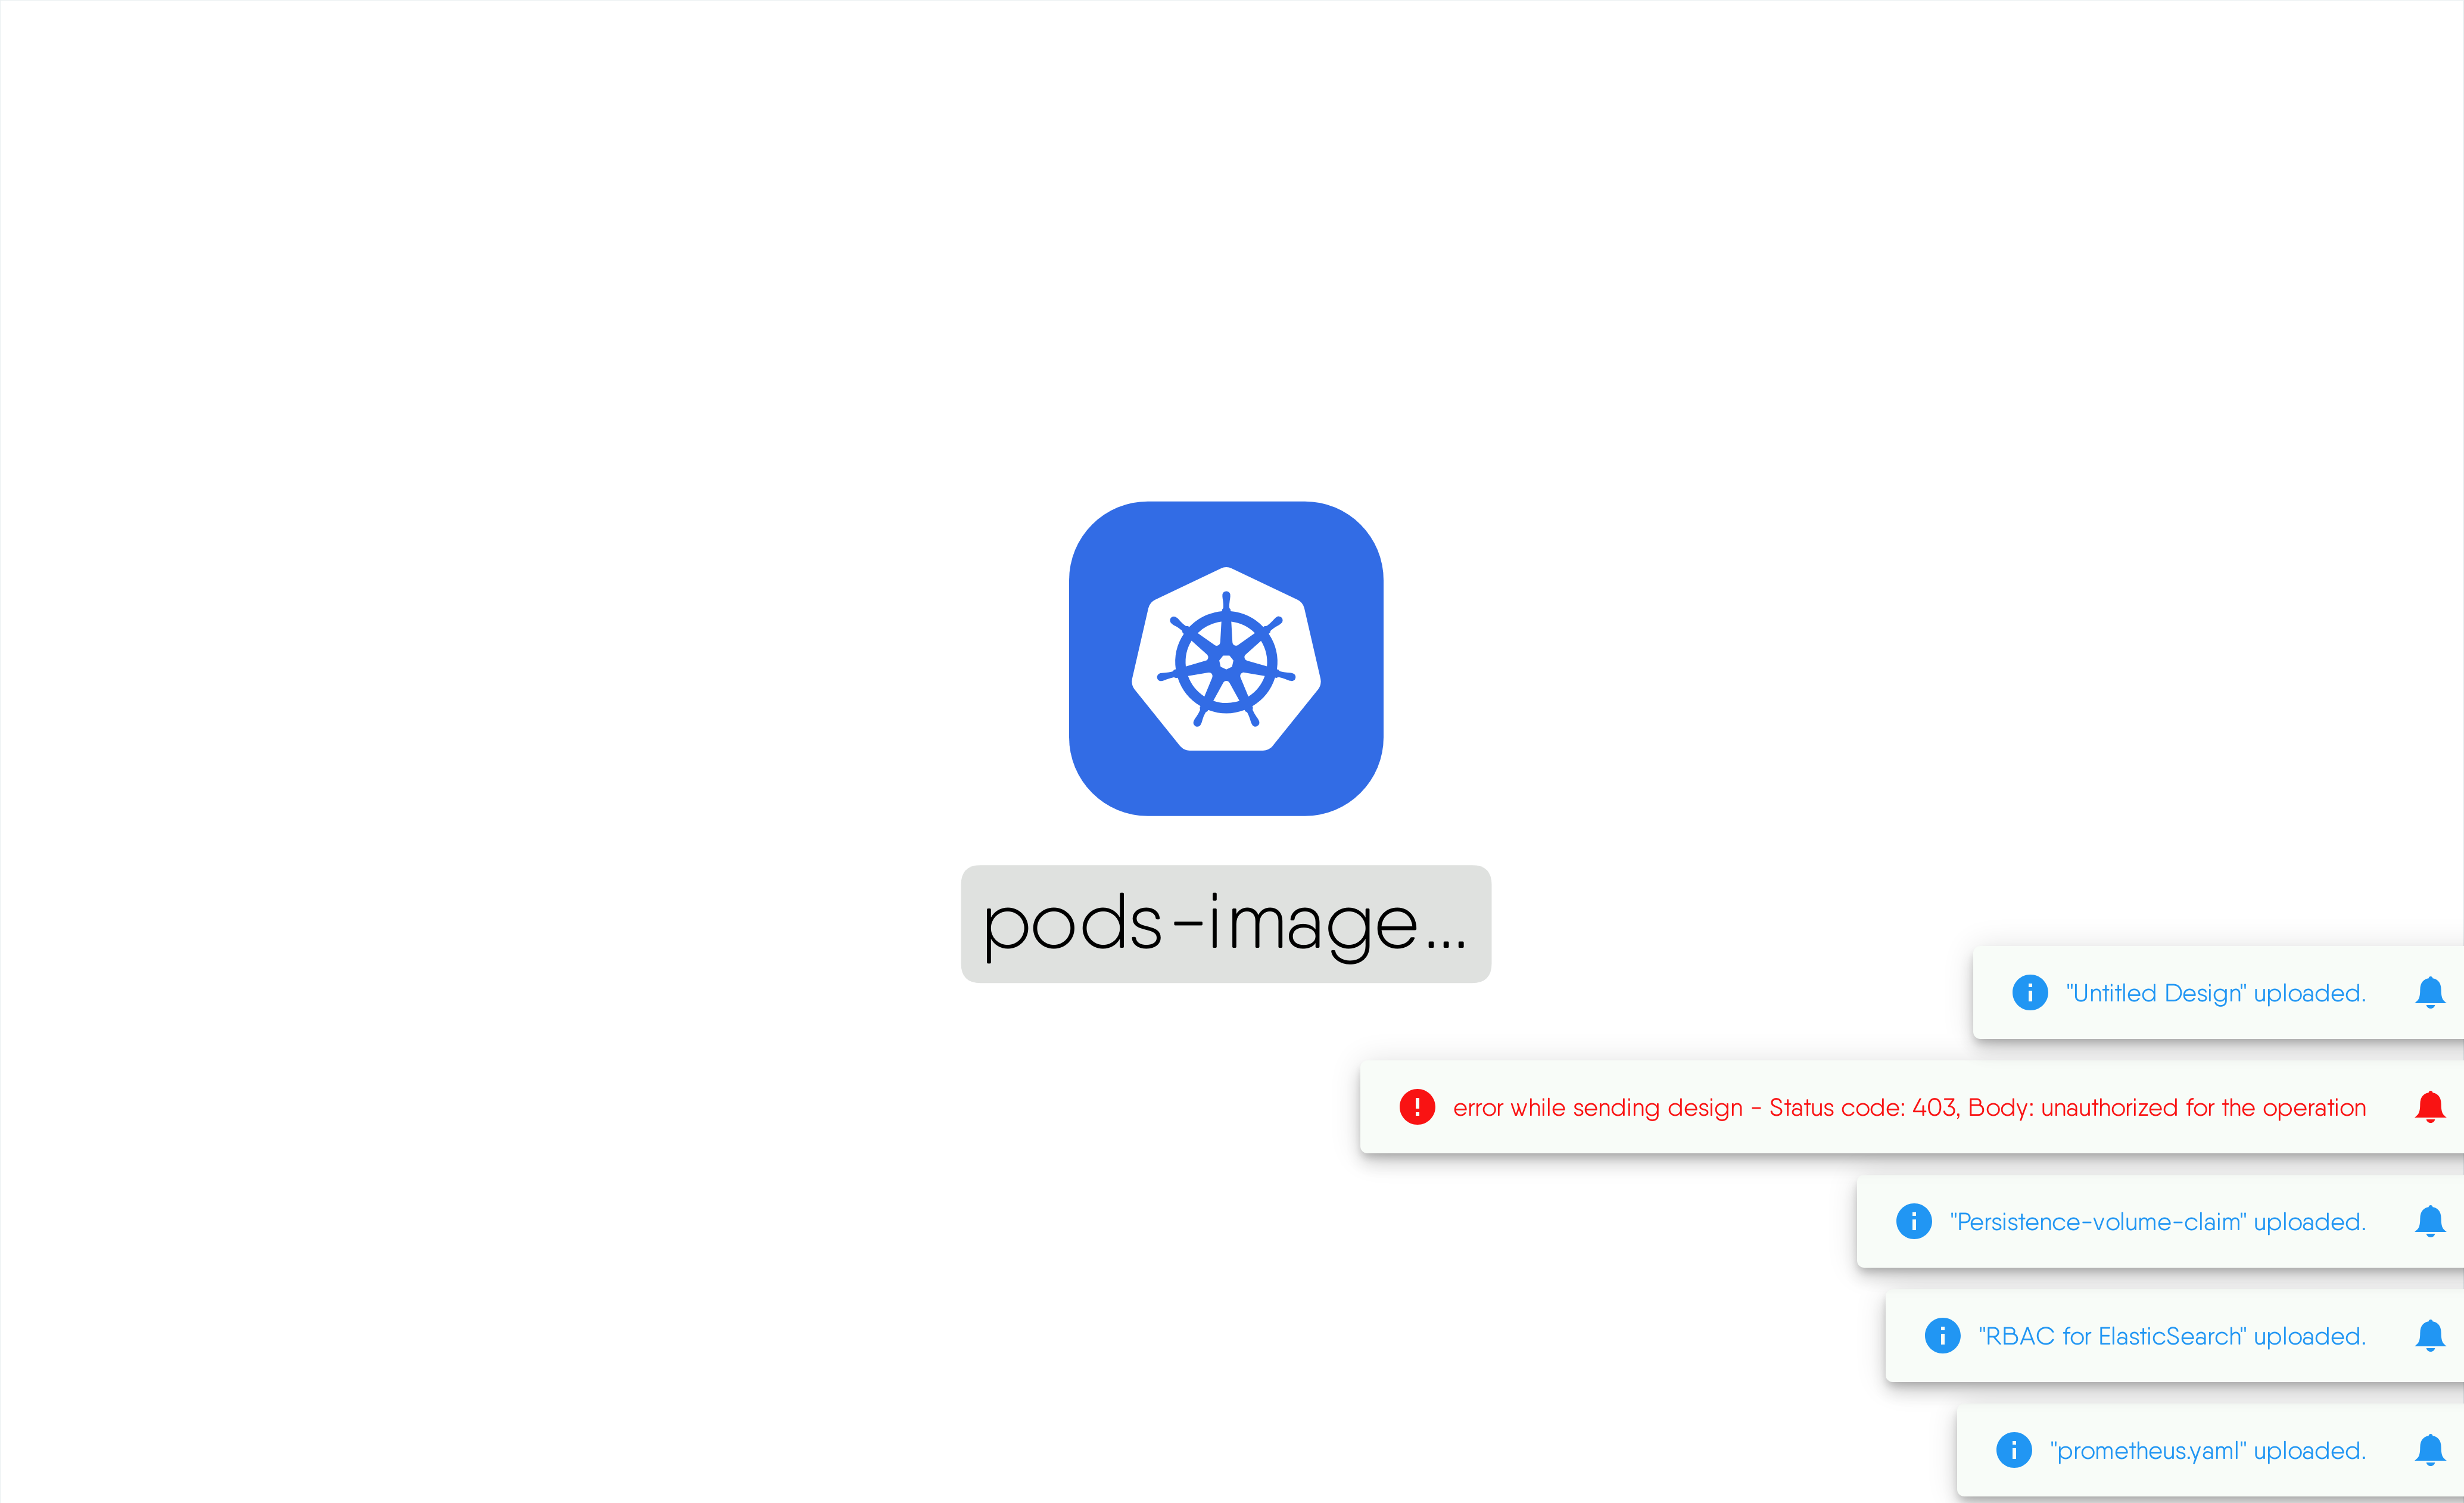 pods-image...
"Untitled Design" uploaded.
error while sending design - Status code: 403, Body: unauthorized for the operation
"Persistence-volume-claim" uploaded.
"RBAC for ElasticSearch" uploaded.
"prometheus.yaml" uploaded.